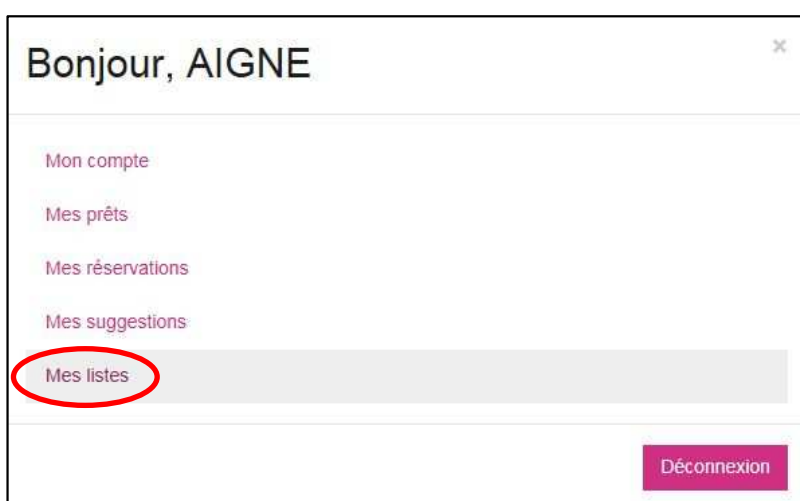 Bonjour, AIGNE
×
Mon compte
Mes prêts
Mes réservations
Mes suggestions
Mes listes
Déconnexion